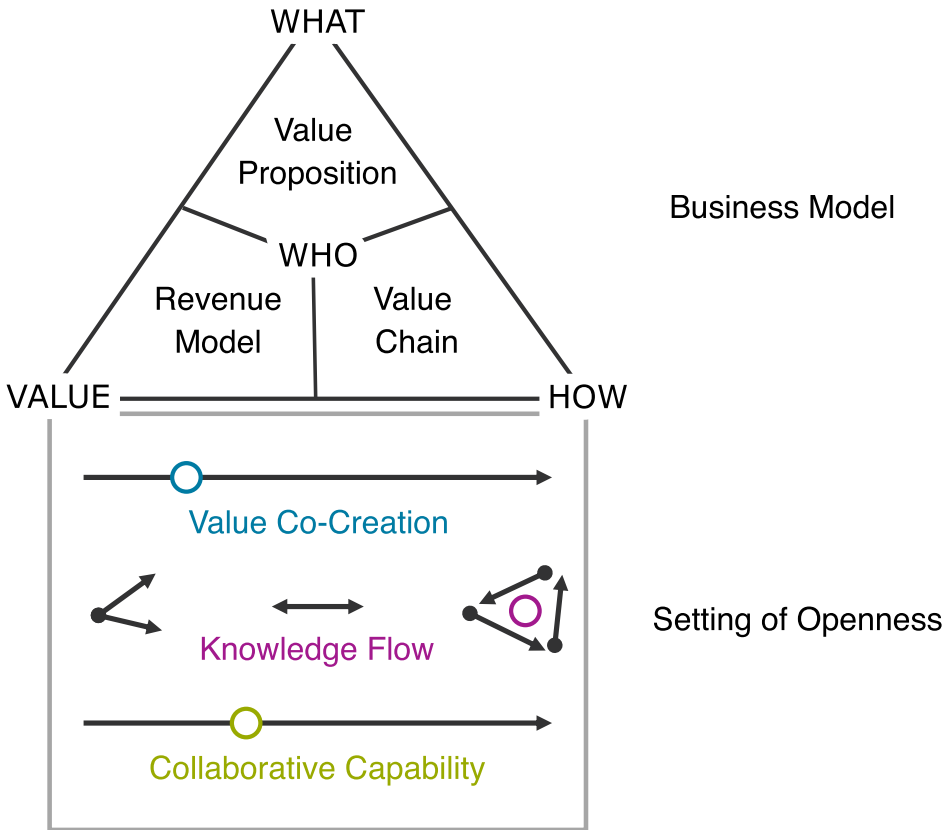 WHAT
Value
Proposition
Business Model
WHO
Revenue
Model
Value
Chain
VALUE
HOW
Value Co-Creation
Knowledge Flow
Setting of Openness
Collaborative Capability